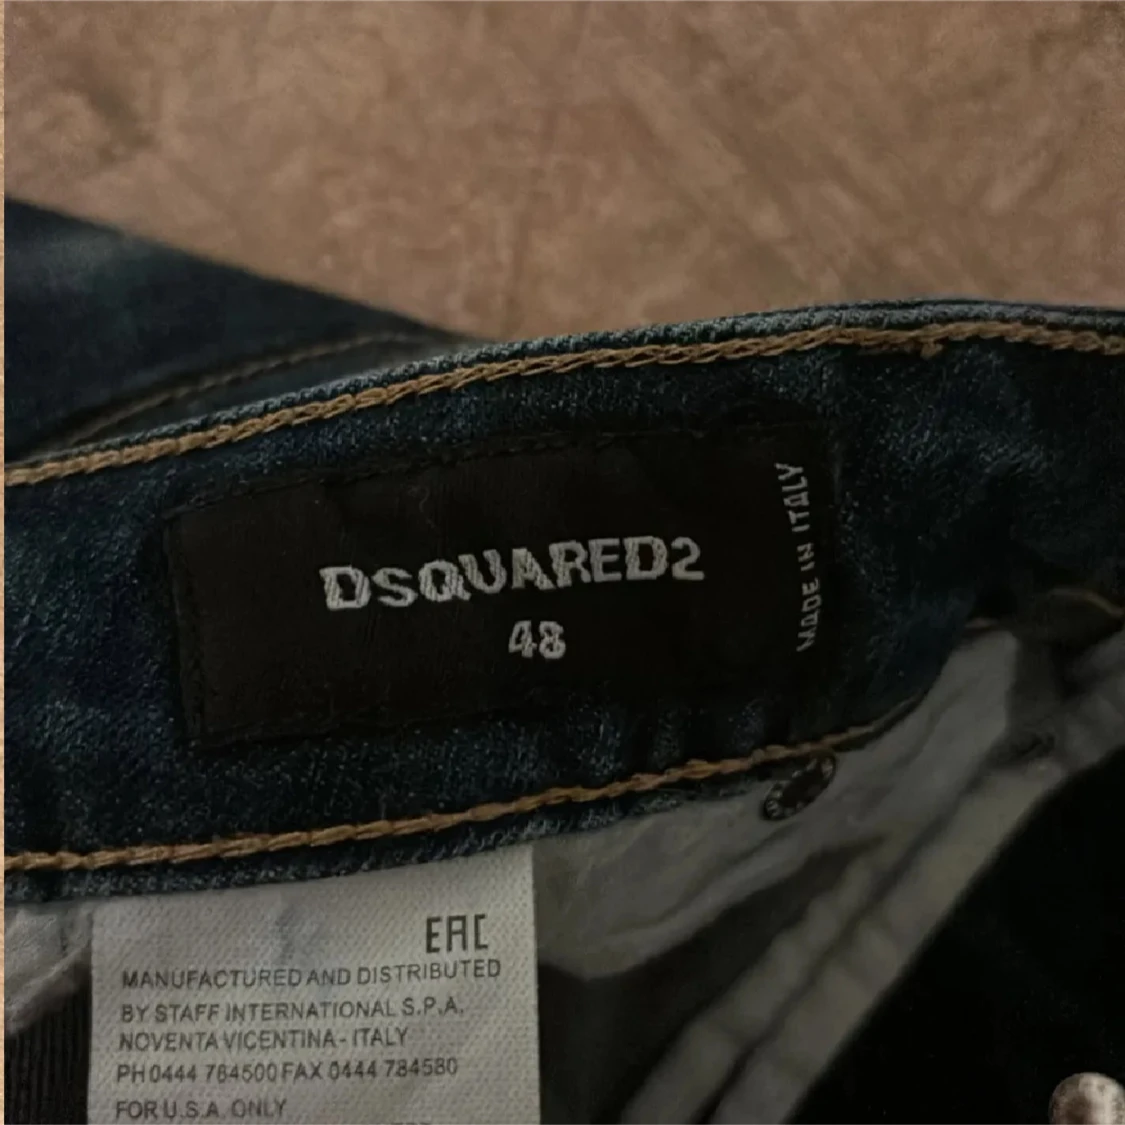 DSQUARED2
48
MADE IN ITALY
EAC
MANUFACTURED AND DISTRIBUTED
BY STAFF INTERNATIONAL S.P.A.
NOVENTA VICENTINA - ITALY
PH 0444 784500 FAX 0444 784580
FOR U.S.A. ONLY